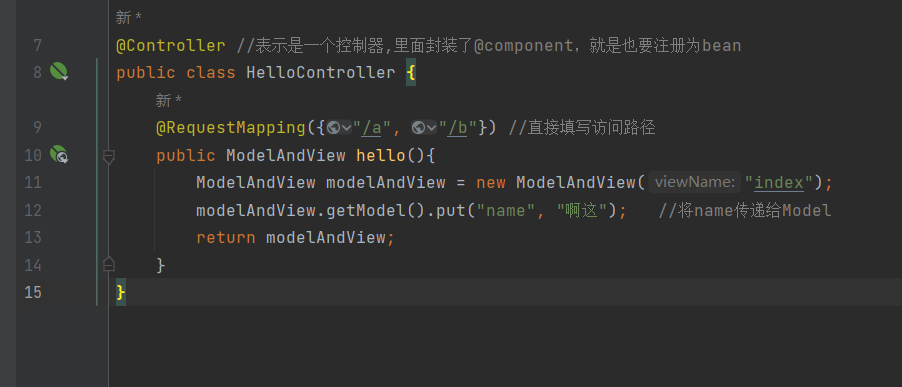 新 *
7 @Controller //表示是一个控制器,里面封装了@component，就是也要注册为bean
8 public class HelloController {
新 *
9 @RequestMapping({"/a", "/b"}) //直接填写访问路径
10 public ModelAndView hello(){
11 ModelAndView modelAndView = new ModelAndView( viewName: "index");
12 modelAndView.getModel().put("name", "啊这"); //将name传递给Model
13 return modelAndView;
14 }
15 }